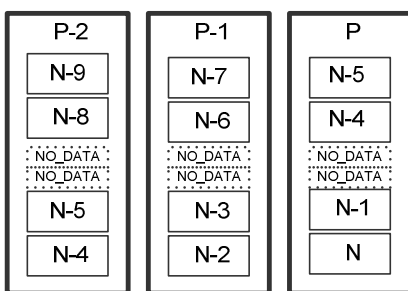 P-2
N-9
N-8
NO_DATA
NO_DATA
N-5
N-4
P-1
N-7
N-6
NO_DATA
NO_DATA
N-3
N-2
P
N-5
N-4
NO_DATA
NO_DATA
N-1
N